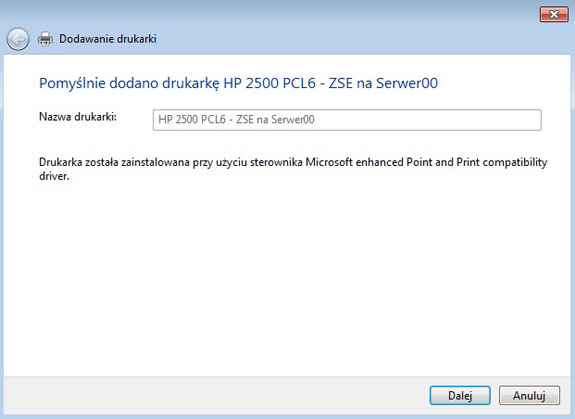 Dodawanie drukarki
Pomyślnie dodano drukarkę HP 2500 PCL6 - ZSE na Serwer00
Nazwa drukarki: HP 2500 PCL6 - ZSE na Serwer00
Drukarka została zainstalowana przy użyciu sterownika Microsoft enhanced Point and Print compatibility
driver.
Dalej Anuluj